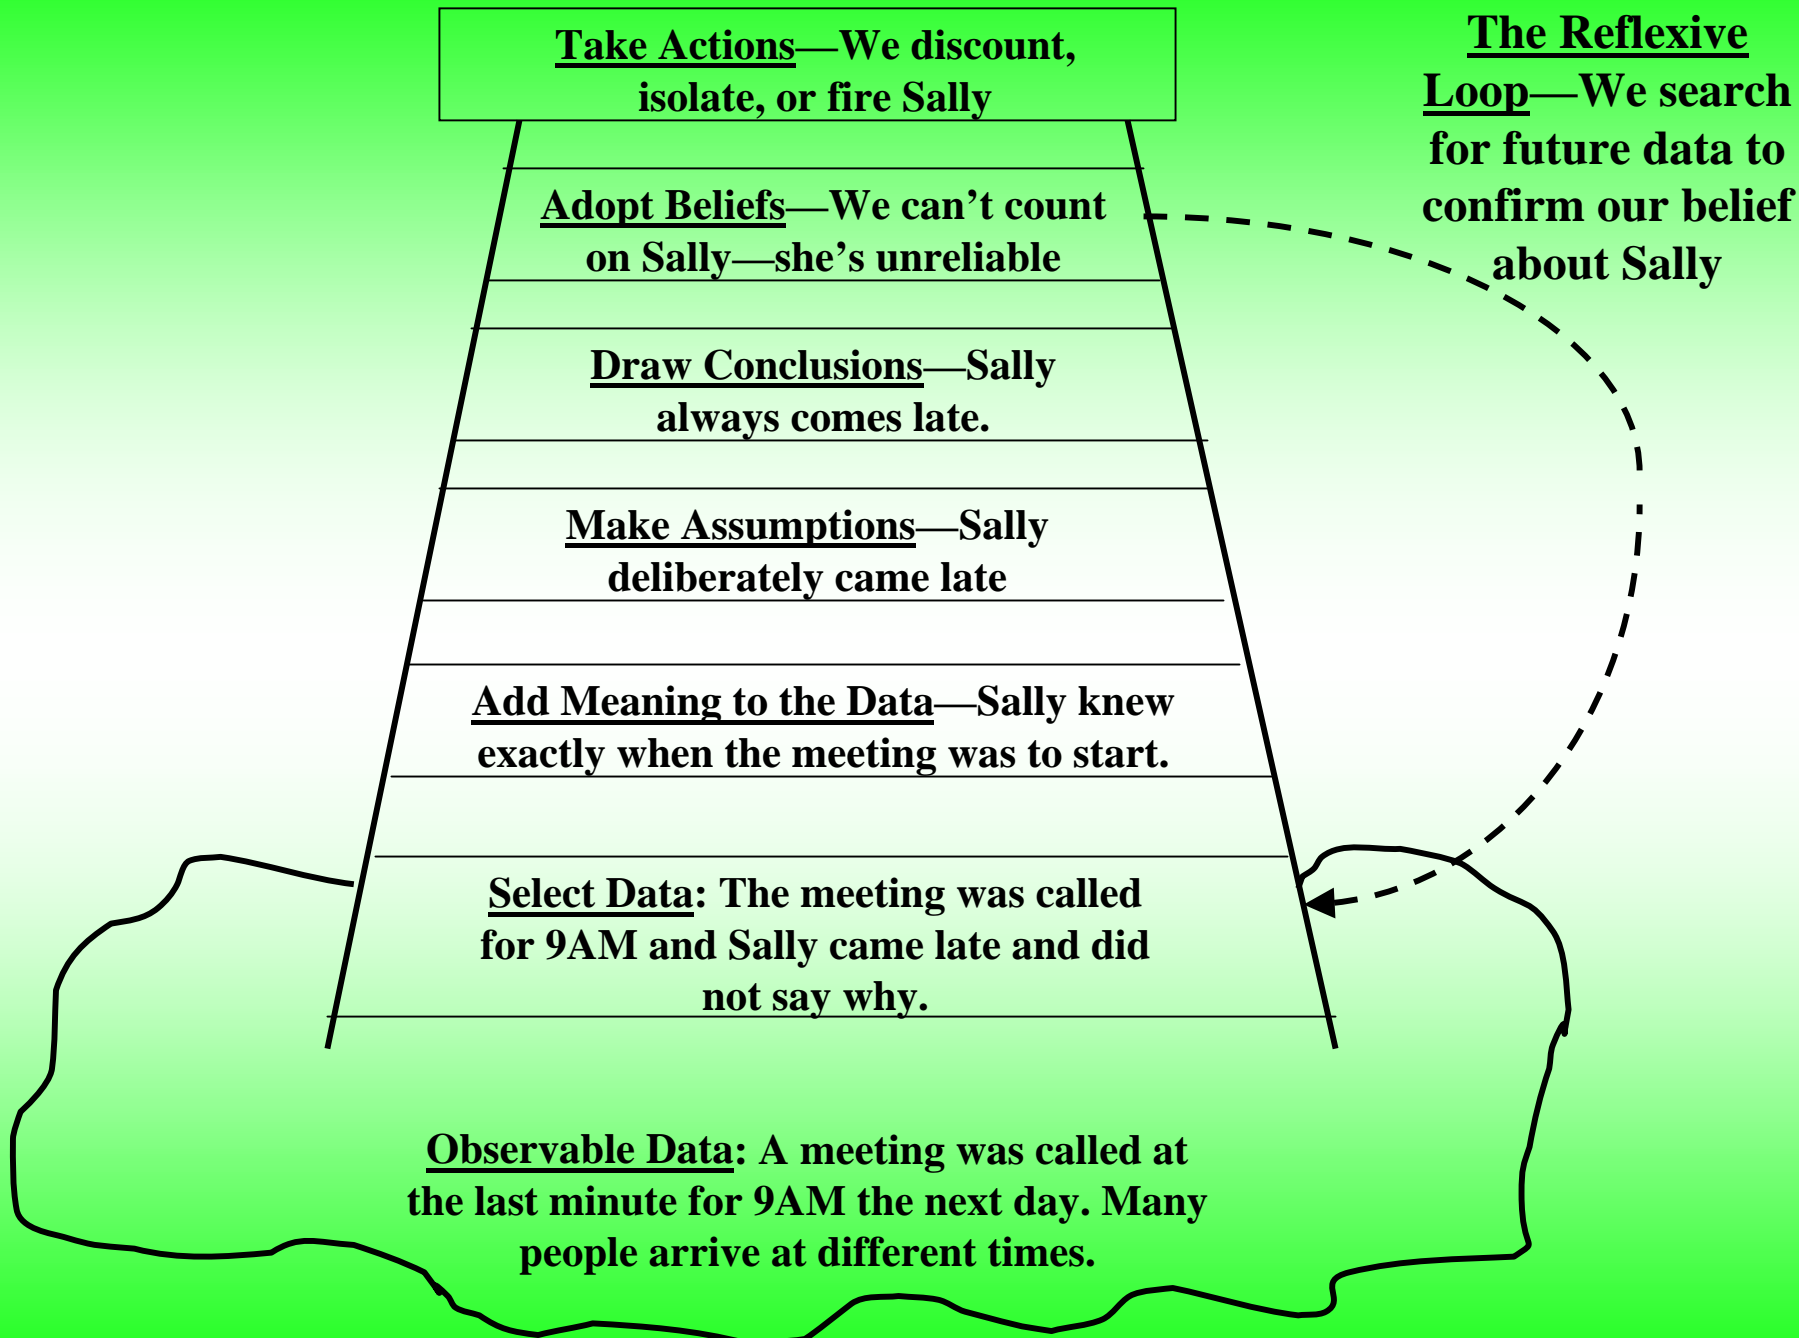 Take Actions—We discount,
isolate, or fire Sally
The Reflexive
Loop—We search
for future data to
confirm our belief
about Sally
Adopt Beliefs—We can’t count
on Sally—she’s unreliable
Draw Conclusions—Sally
always comes late.
Make Assumptions—Sally
deliberately came late
Add Meaning to the Data—Sally knew
exactly when the meeting was to start.
Select Data: The meeting was called
for 9AM and Sally came late and did
not say why.
Observable Data: A meeting was called at
the last minute for 9AM the next day. Many
people arrive at different times.